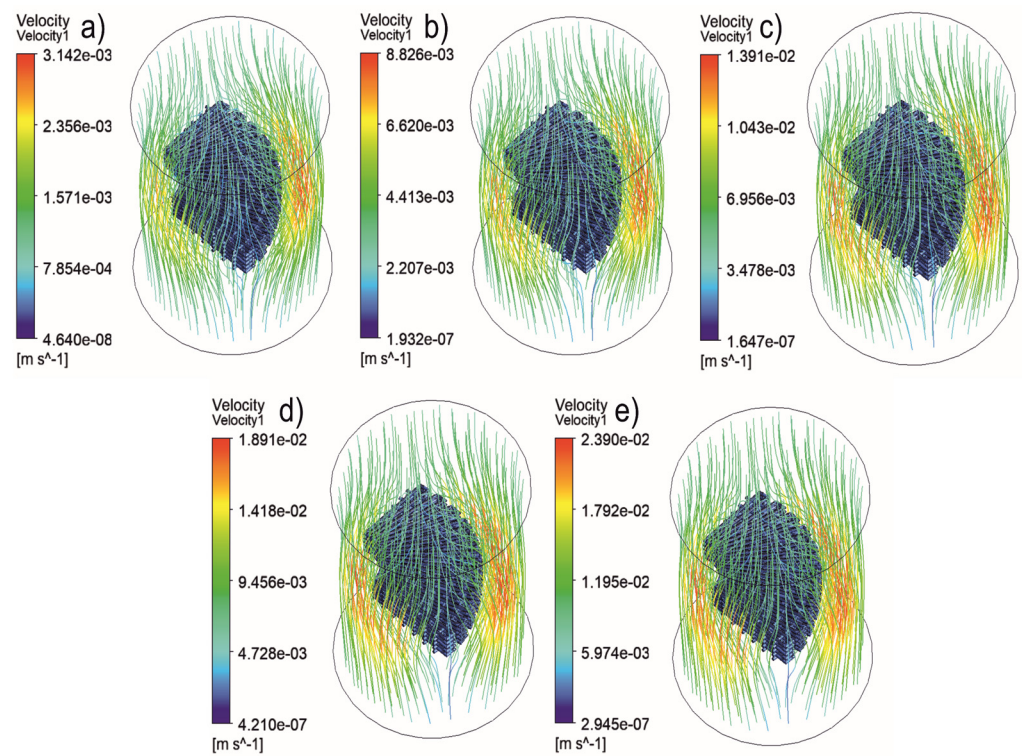 Velocity
Velocity1
a)
3.142e-03
2.356e-03
1.571e-03
7.854e-04
4.640e-08
[m s^-1]
Velocity
Velocity1
b)
8.826e-03
6.620e-03
4.413e-03
2.207e-03
1.932e-07
[m s^-1]
Velocity
Velocity1
c)
1.391e-02
1.043e-02
6.956e-03
3.478e-03
1.647e-07
[m s^-1]
Velocity
Velocity1
d)
1.891e-02
1.418e-02
9.456e-03
4.728e-03
4.210e-07
[m s^-1]
Velocity
Velocity1
e)
2.390e-02
1.792e-02
1.195e-02
5.974e-03
2.945e-07
[m s^-1]